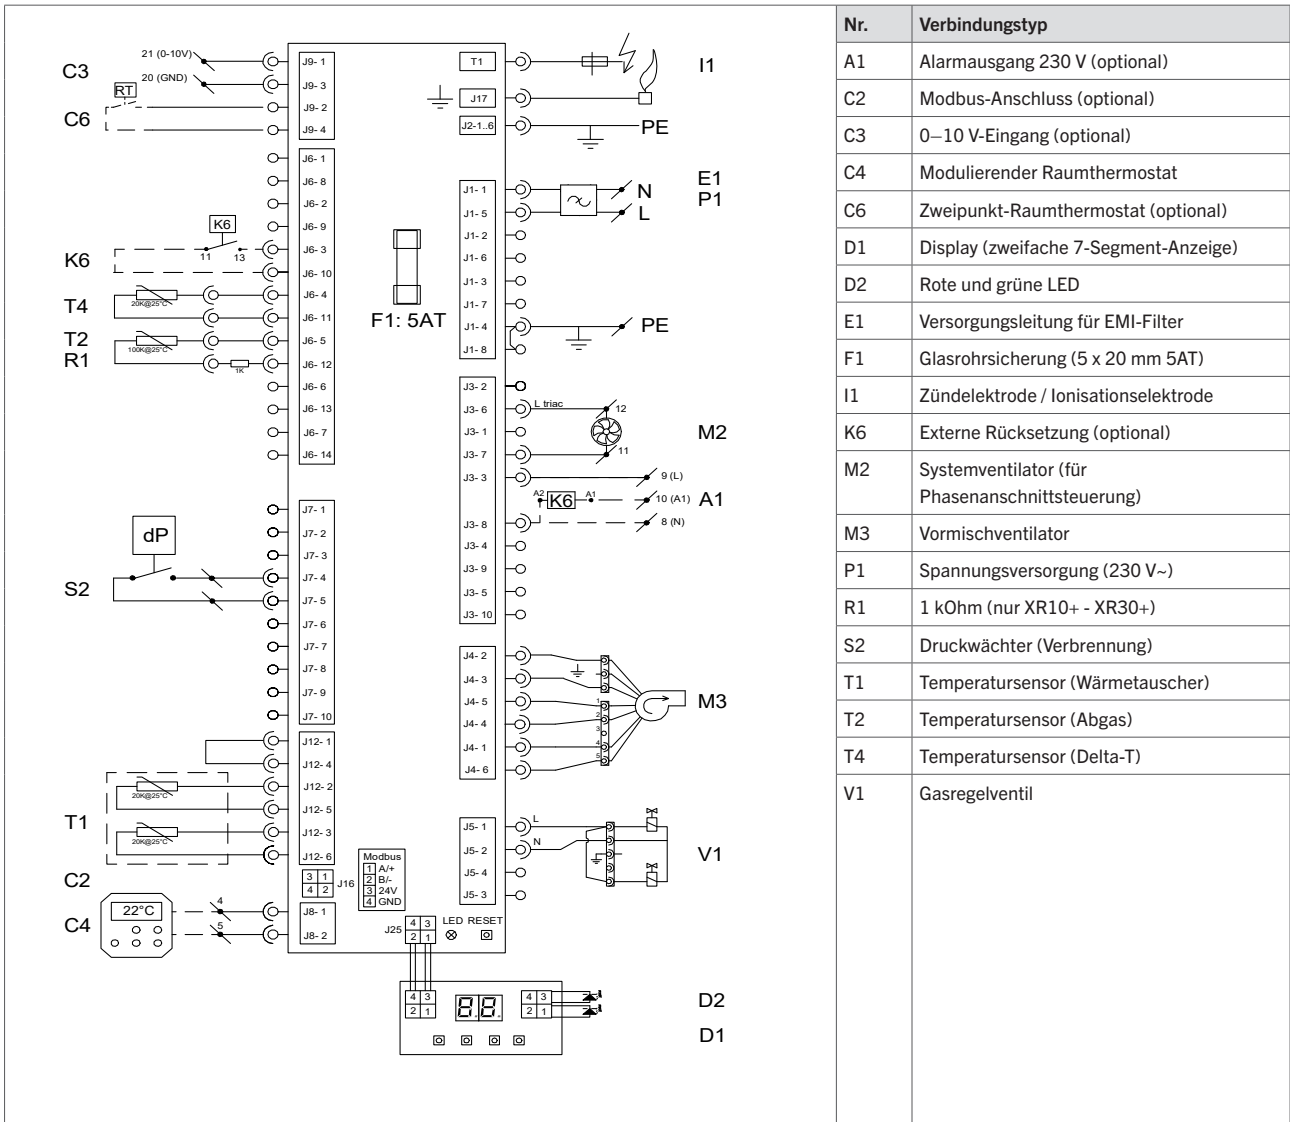 C3
21 (0-10V)
20 (GND)
RT
C6
K6
K6
11 13
T4
20K@25°C
T2
R1
100K@25°C
1K
dP
S2
T1
20K@25°C
20K@25°C
C2
C4
22°C
4
5
J9- 1
J9- 3
J9- 2
J9- 4
J6- 1
J6- 8
J6- 2
J6- 9
J6- 3
J6- 10
J6- 4
J6- 11
J6- 5
J6- 12
J6- 6
J6- 13
J6- 7
J6- 14
J7- 1
J7- 2
J7- 3
J7- 4
J7- 5
J7- 6
J7- 7
J7- 8
J7- 9
J7- 10
J12- 1
J12- 4
J12- 2
J12- 5
J12- 3
J12- 6
3 1
4 2
J16
J8- 1
J8- 2
Modbus
1 A/+
2 B/-
3 24V
4 GND
F1: 5AT
J25
4 3
2 1
LED RESET
4 3
2 1
88.
4 3
2 1
T1
J17
J2-1..6
J1- 1
J1- 5
J1- 2
J1- 6
J1- 3
J1- 7
J1- 4
J1- 8
J3- 2
J3- 6
J3- 1
J3- 7
J3- 3
J3- 8
J3- 4
J3- 9
J3- 5
J3- 10
J4- 2
J4- 3
J4- 5
J4- 4
J4- 1
J4- 6
J5- 1
J5- 2
J5- 4
J5- 3
I1
PE
E1
P1
N
L
PE
L triac
12
11
M2
9 (L)
A2 K6 A1
10 (A1)
A1
8 (N)
1
2
3
4
5
M3
L
N
V1
D2
D1
Nr. Verbindungstyp
A1 Alarmausgang 230 V (optional)
C2 Modbus-Anschluss (optional)
C3 0–10 V-Eingang (optional)
C4 Modulierender Raumthermostat
C6 Zweipunkt-Raumthermostat (optional)
D1 Display (zweifache 7-Segment-Anzeige)
D2 Rote und grüne LED
E1 Versorgungsleitung für EMI-Filter
F1 Glasrohrsicherung (5 x 20 mm 5AT)
I1 Zündelektrode / Ionisationselektrode
K6 Externe Rücksetzung (optional)
M2 Systemventilator (für
Phasenanschnittsteuerung)
M3 Vormischventilator
P1 Spannungsversorgung (230 V~)
R1 1 kOhm (nur XR10+ - XR30+)
S2 Druckwächter (Verbrennung)
T1 Temperatursensor (Wärmetauscher)
T2 Temperatursensor (Abgas)
T4 Temperatursensor (Delta-T)
V1 Gasregelventil